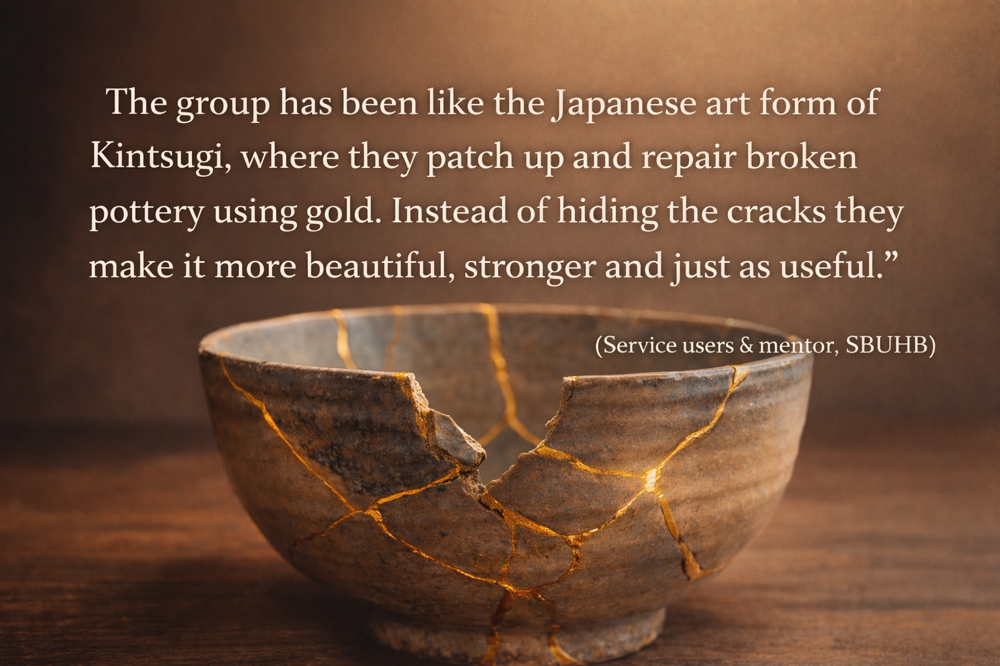 The group has been like the Japanese art form of
Kintsugi, where they patch up and repair broken
pottery using gold. Instead of hiding the cracks they
make it more beautiful, stronger and just as useful.”
(Service users & mentor, SBUHB)